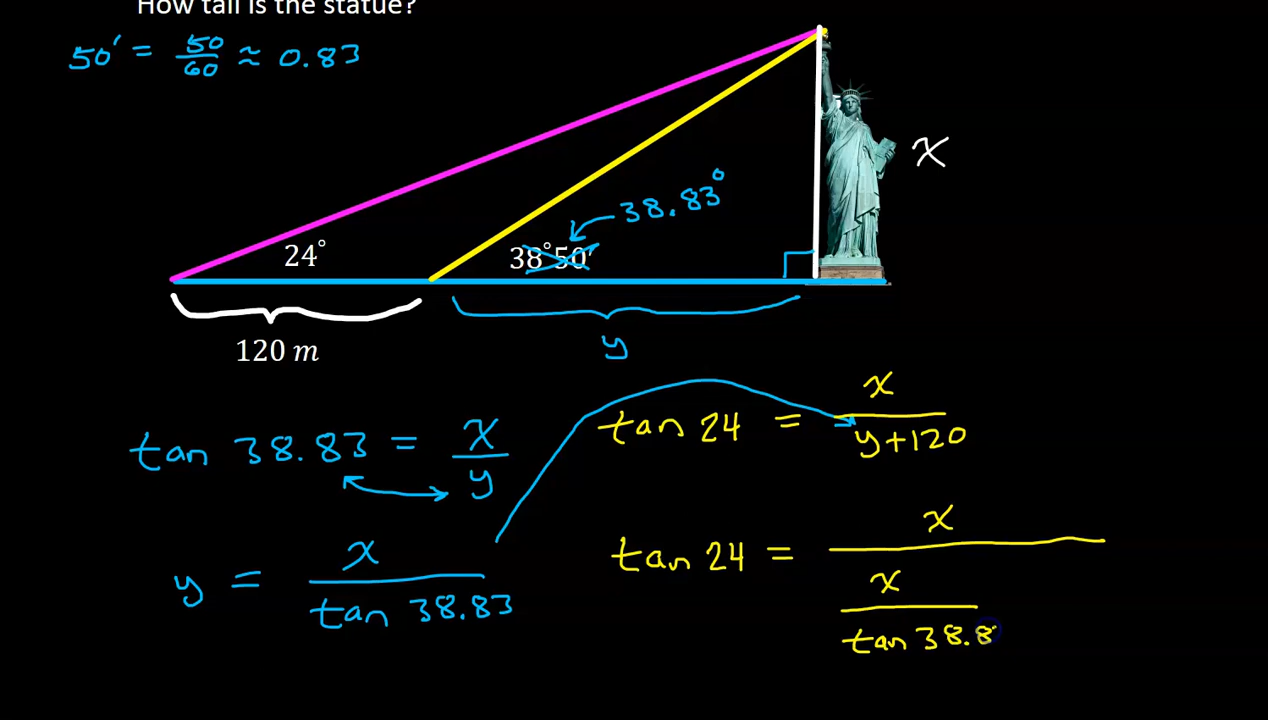 How tall is the statue?
50′ = 50/60 ≈ 0.83
x
38.83°
24°
38°50′
120 m
y
tan 24 = x/(y+120)
tan 38.83 = x/y
tan 24 = x/(x/(tan 38.8
y = x/(tan 38.83)